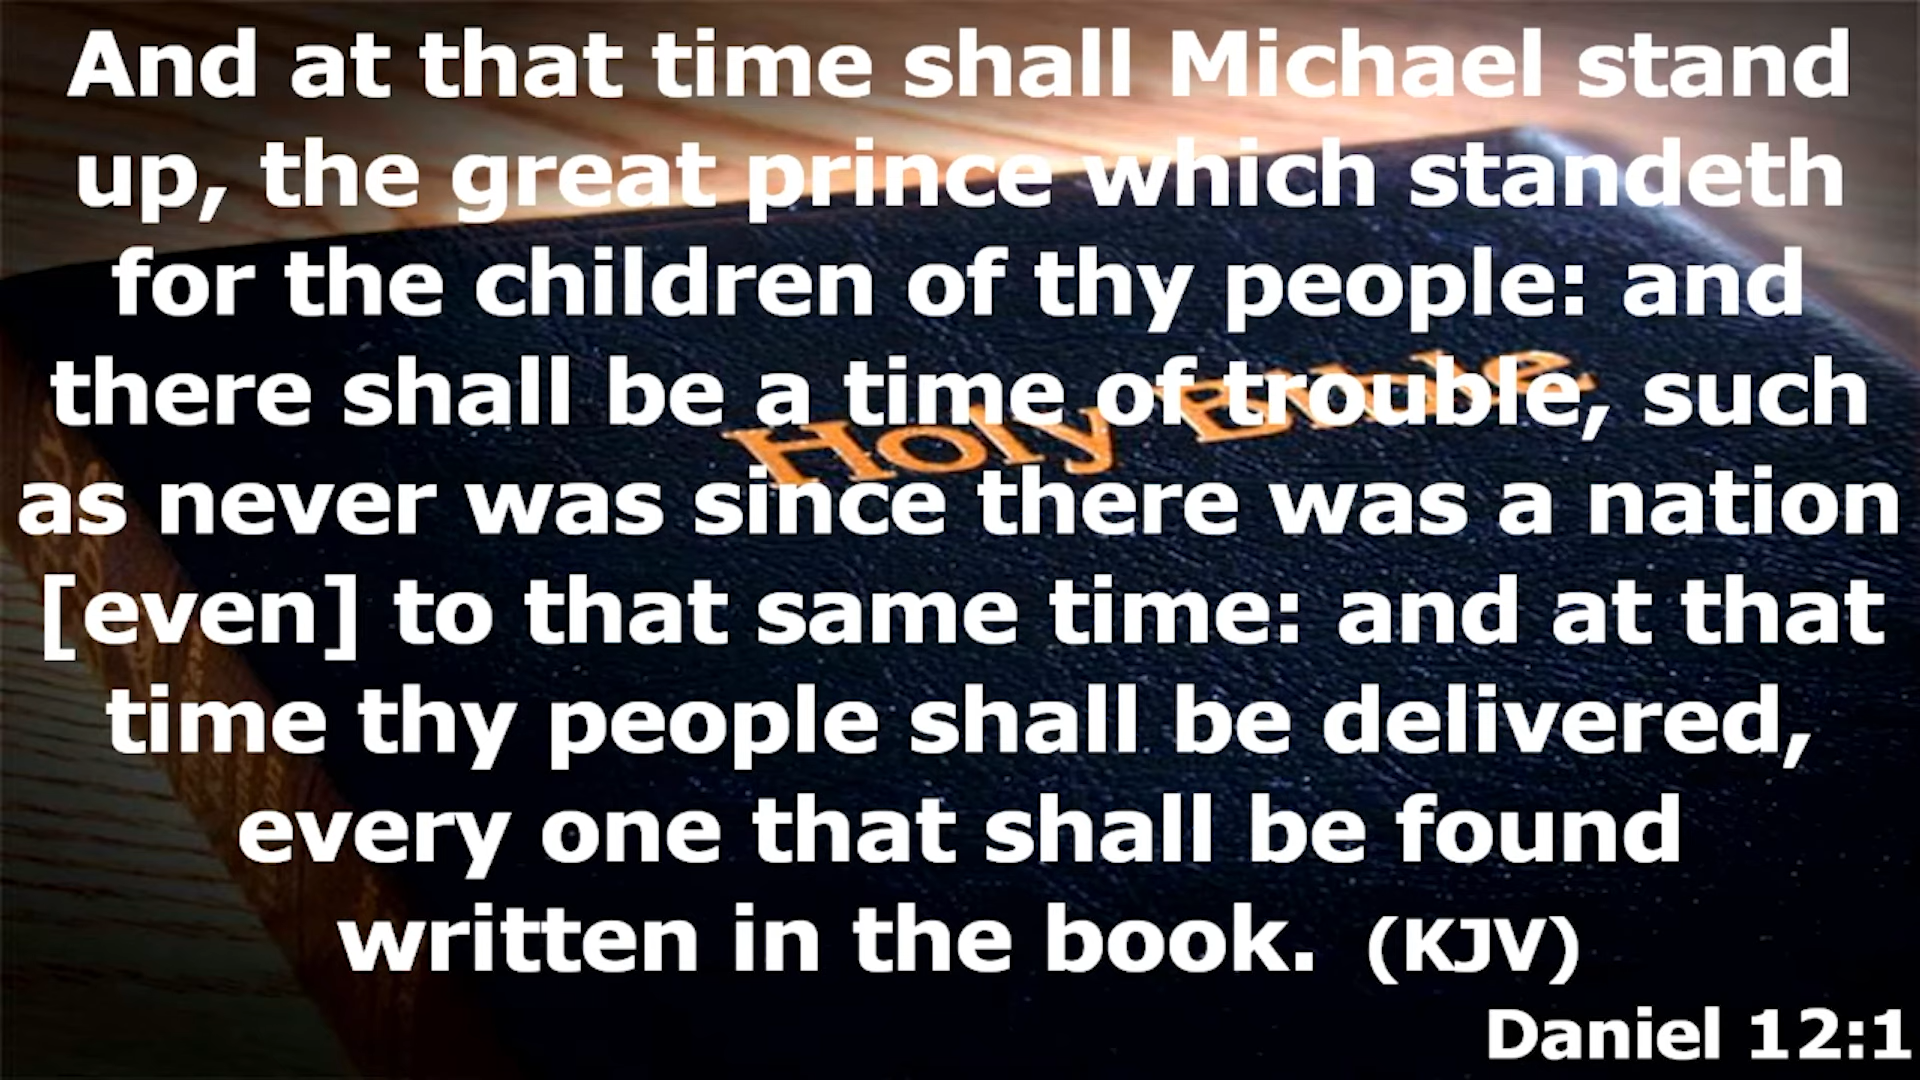 And at that time shall Michael stand
up, the great prince which standeth
for the children of thy people: and
there shall be a time of trouble, such
as never was since there was a nation
[even] to that same time: and at that
time thy people shall be delivered,
every one that shall be found
written in the book. (KJV)
Daniel 12:1
Holy Bible